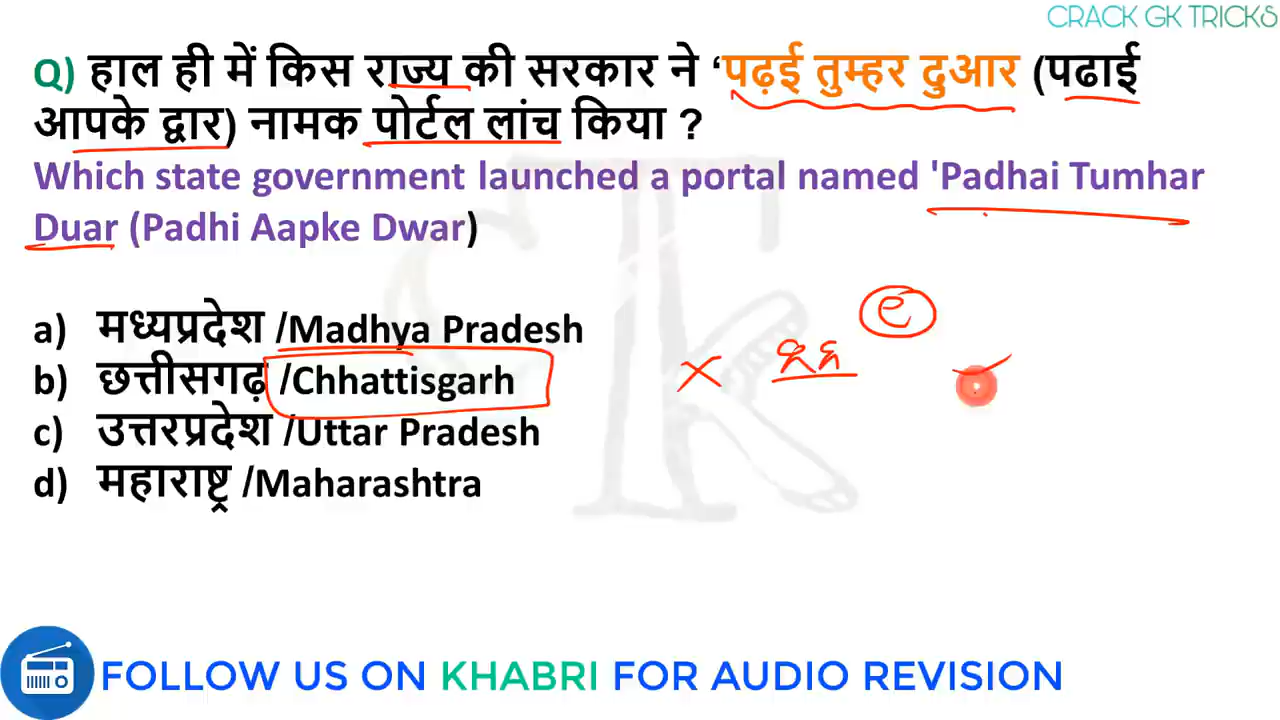 CRACK GK TRICKS
Q) हाल ही में किस राज्य की सरकार ने ‘पढ़ई तुम्हर दुआर (पढाई
आपके द्वार) नामक पोर्टल लांच किया ?
Which state government launched a portal named 'Padhai Tumhar
Duar (Padhi Aapke Dwar)
a) मध्यप्रदेश /Madhya Pradesh
b) छत्तीसगढ़ /Chhattisgarh
c) उत्तरप्रदेश /Uttar Pradesh
d) महाराष्ट्र /Maharashtra
FOLLOW US ON KHABRI FOR AUDIO REVISION